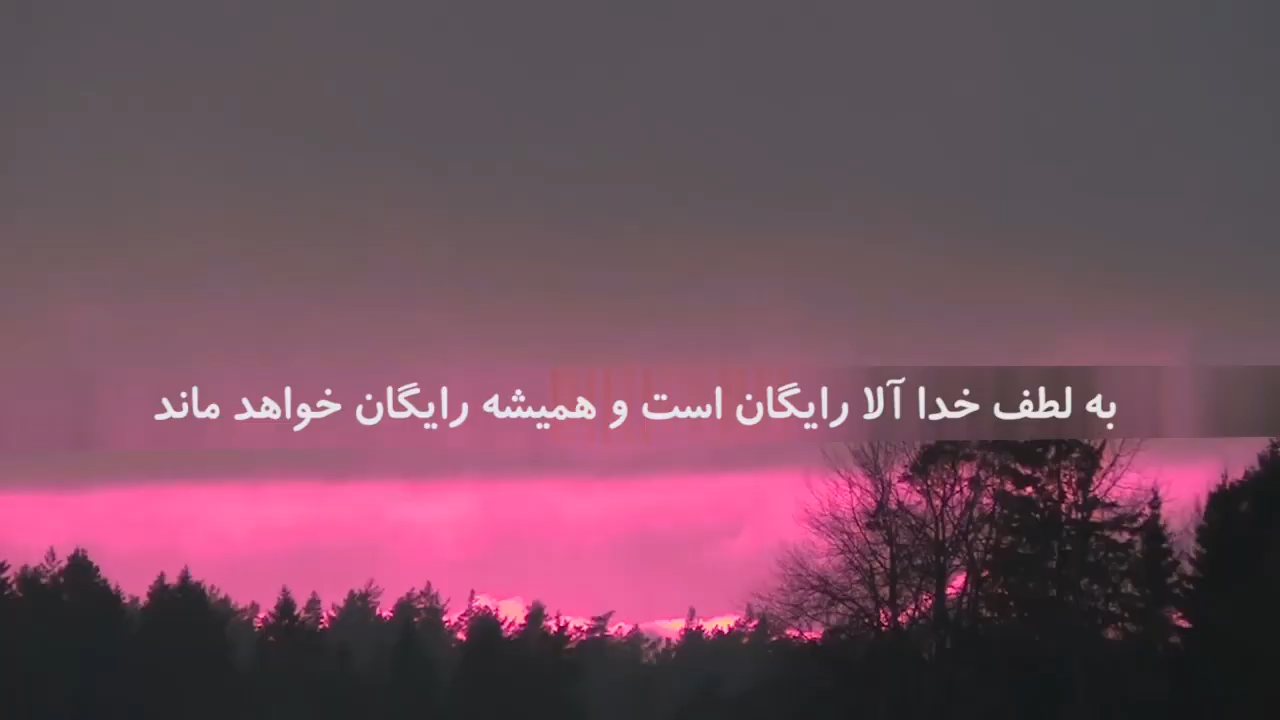 به لطف خدا آلا رایگان است و همیشه رایگان خواهد ماند